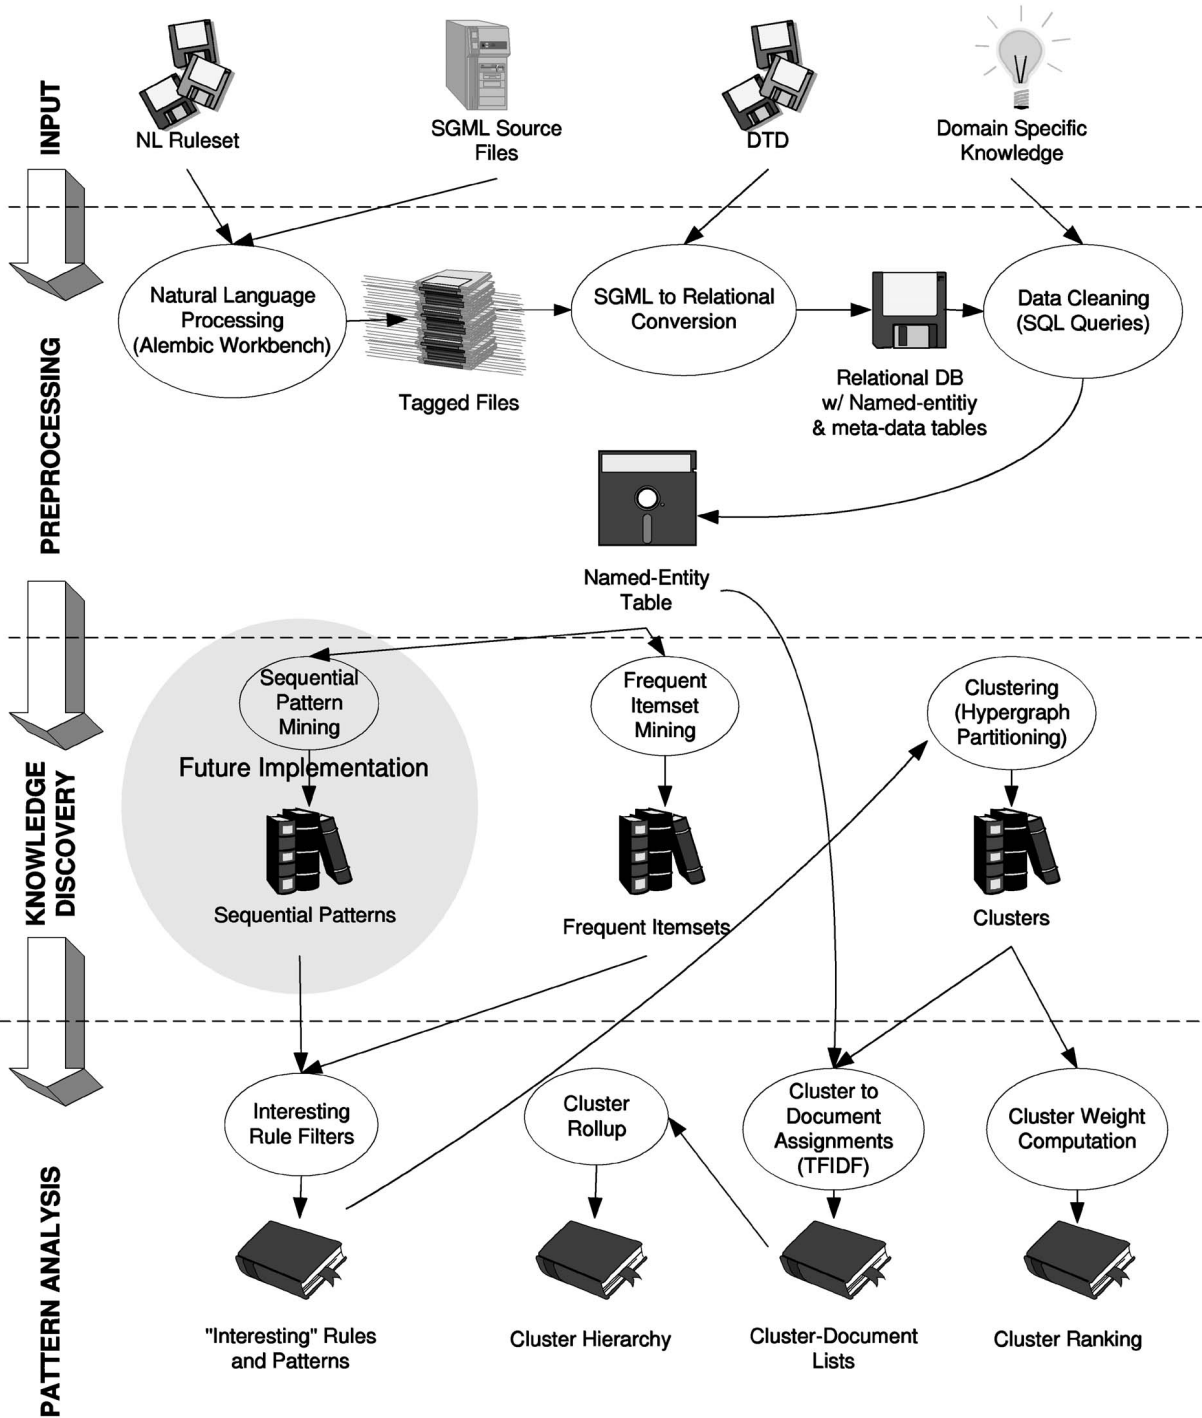 INPUT
NL Ruleset
SGML Source
Files
DTD
Domain Specific
Knowledge
PREPROCESSING
Natural Language
Processing
(Alembic Workbench)
Tagged Files
SGML to Relational
Conversion
Relational DB
w/ Named-entitiy
& meta-data tables
Data Cleaning
(SQL Queries)
Named-Entity
Table
KNOWLEDGE
DISCOVERY
Sequential
Pattern
Mining
Future Implementation
Sequential Patterns
Frequent
Itemset
Mining
Frequent Itemsets
Clustering
(Hypergraph
Partitioning)
Clusters
PATTERN ANALYSIS
Interesting
Rule Filters
"Interesting" Rules
and Patterns
Cluster
Rollup
Cluster Hierarchy
Cluster to
Document
Assignments
(TFIDF)
Cluster-Document
Lists
Cluster Weight
Computation
Cluster Ranking